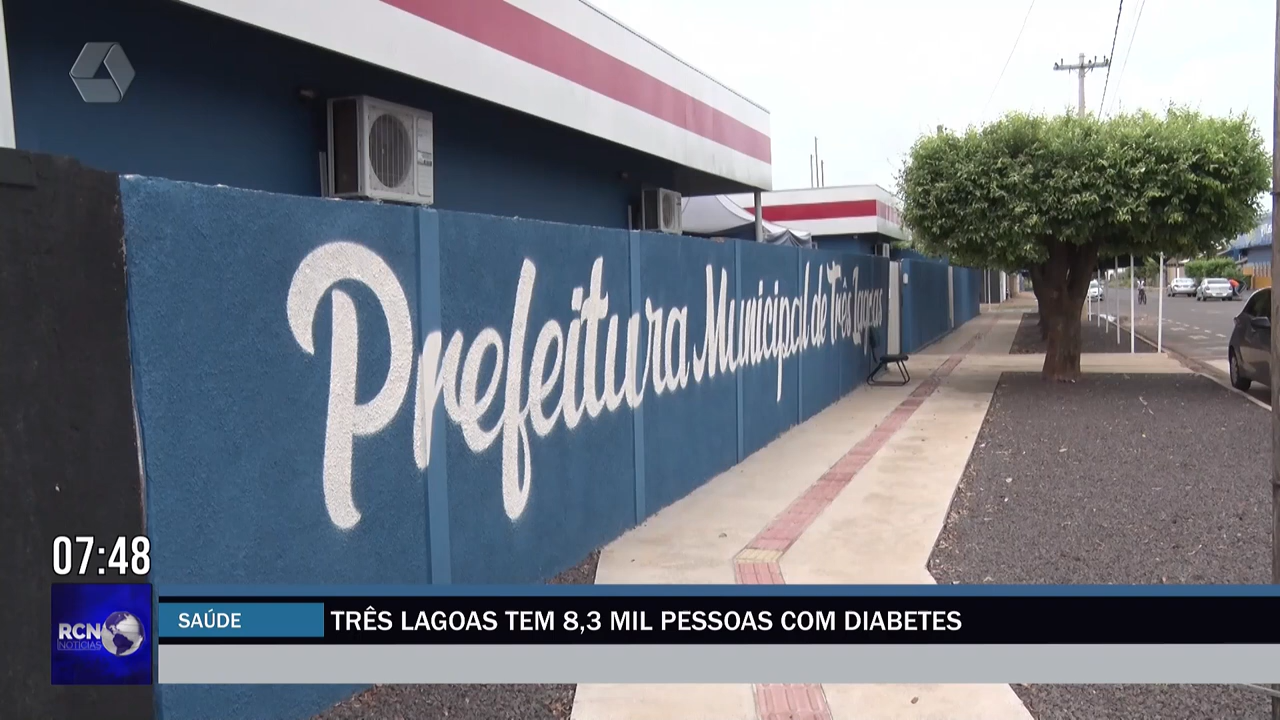 Prefeitura Municipal de Três Lagoas
07:48
RCN
NOTÍCIAS
SAÚDE
TRÊS LAGOAS TEM 8,3 MIL PESSOAS COM DIABETES